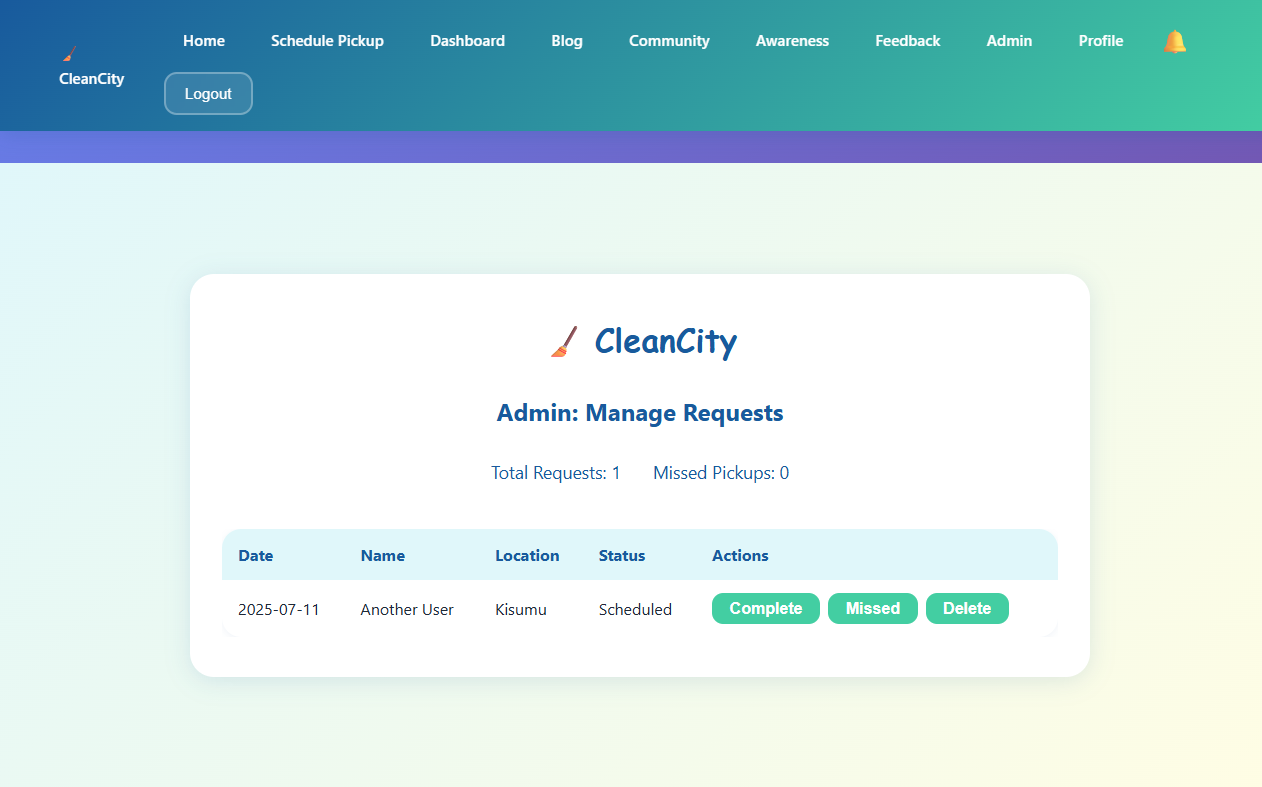 Home Schedule Pickup Dashboard Blog Community Awareness Feedback Admin Profile
CleanCity
Logout
CleanCity
Admin: Manage Requests
Total Requests: 1 Missed Pickups: 0
Date Name Location Status Actions
2025-07-11 Another User Kisumu Scheduled Complete Missed Delete